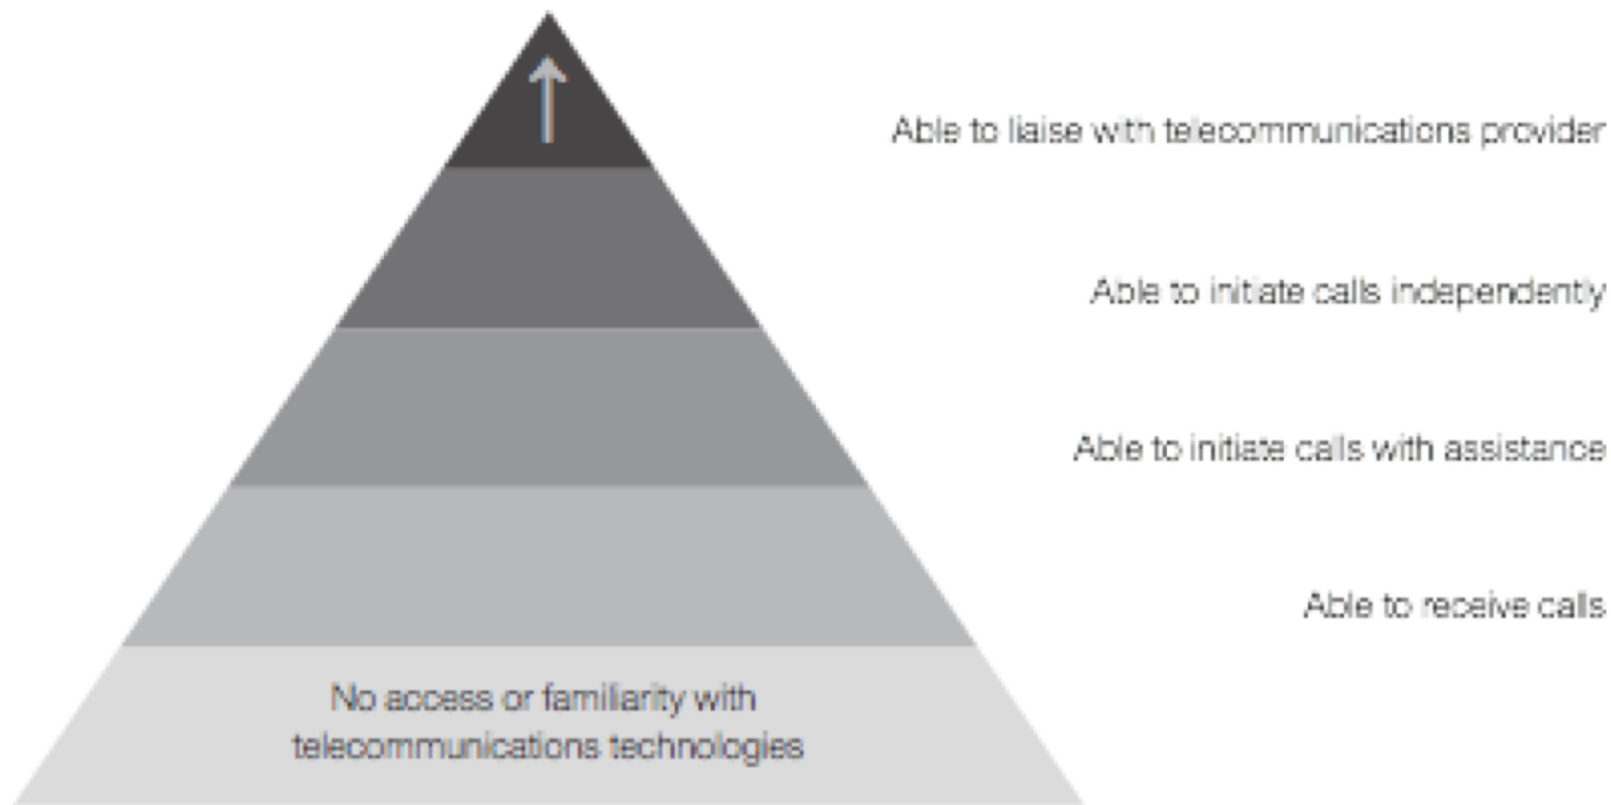 Able to liaise with telecommunications provider
Able to initiate calls independently
Able to initiate calls with assistance
Able to receive calls
No access or familiarity with
telecommunications technologies